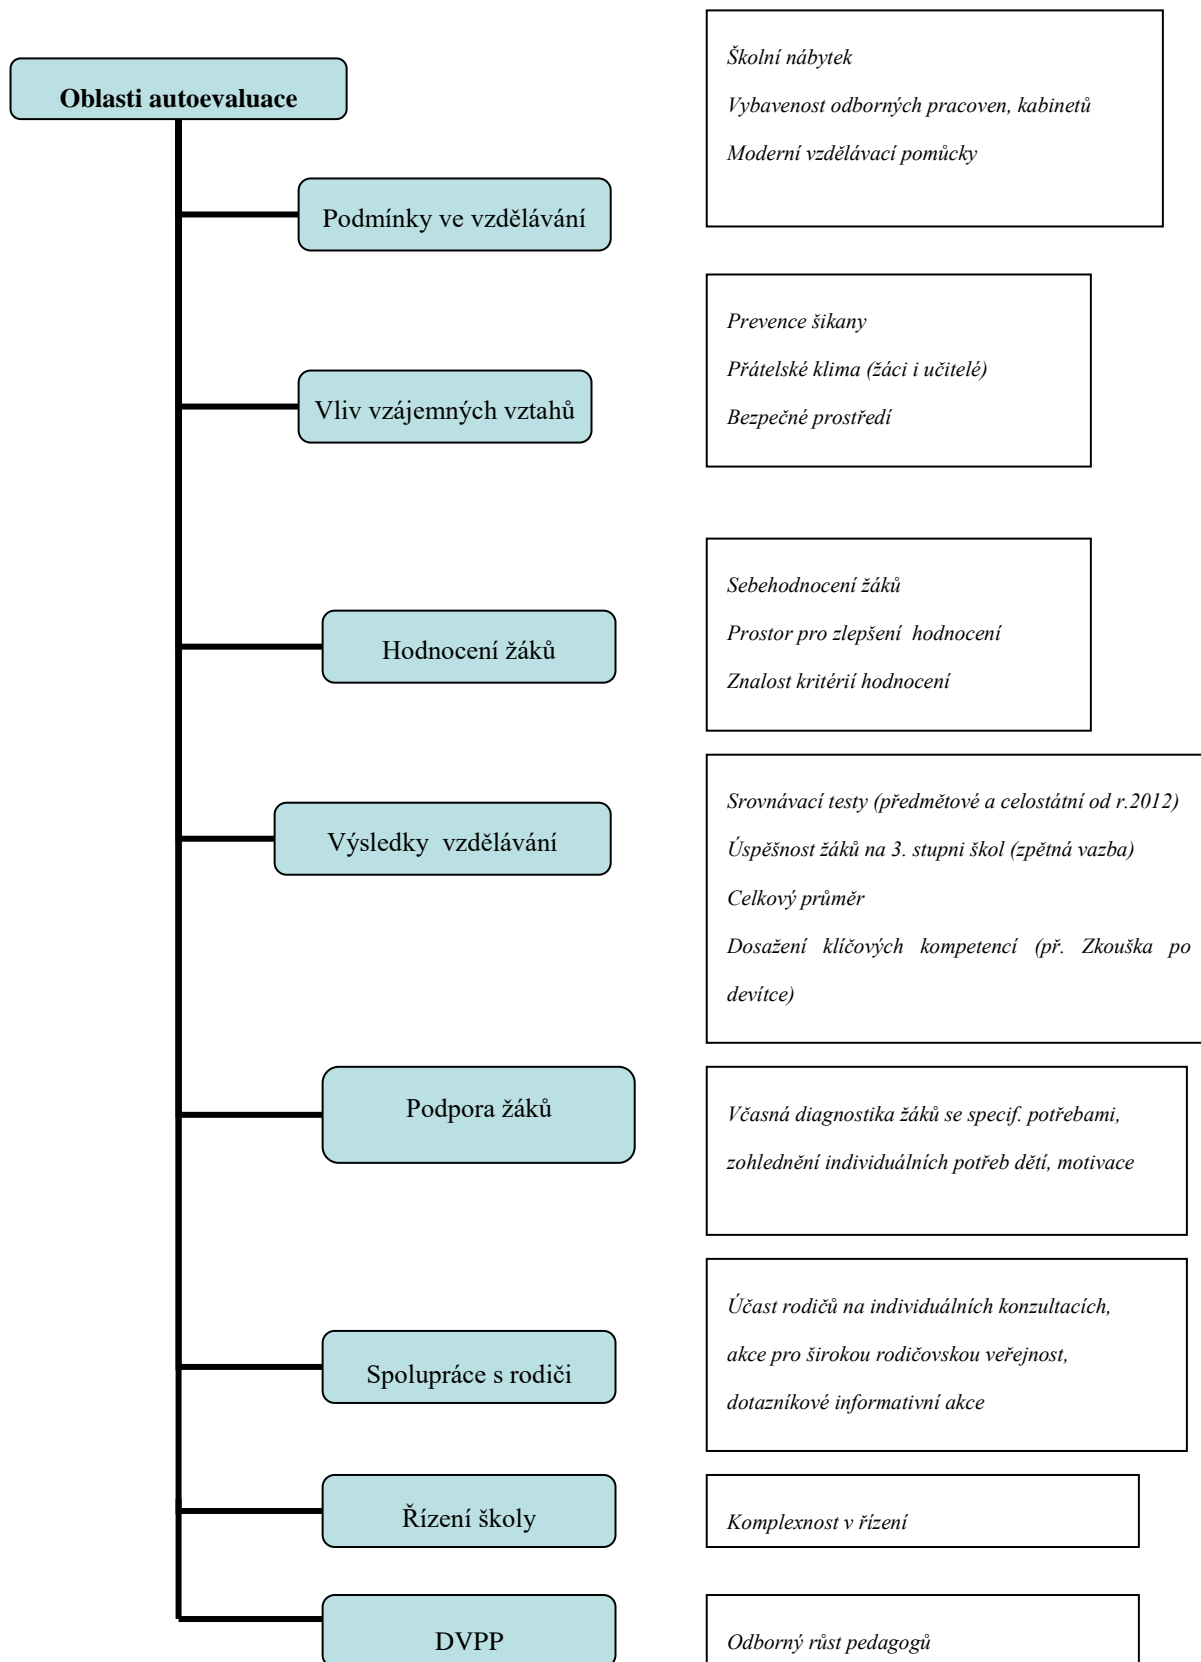 Oblasti autoevaluace
Školní nábytek
Vybavenost odborných pracoven, kabinetů
Moderní vzdělávací pomůcky
Podmínky ve vzdělávání
Prevence šikany
Přátelské klima (žáci i učitelé)
Bezpečné prostředí
Vliv vzájemných vztahů
Sebehodnocení žáků
Prostor pro zlepšení hodnocení
Znalost kritérií hodnocení
Hodnocení žáků
Srovnávací testy (předmětové a celostátní od r.2012)
Úspěšnost žáků na 3. stupni škol (zpětná vazba)
Celkový průměr
Dosažení klíčových kompetencí (př. Zkouška po
devítce)
Výsledky vzdělávání
Včasná diagnostika žáků se specif. potřebami,
zohlednění individuálních potřeb dětí, motivace
Podpora žáků
Účast rodičů na individuálních konzultacích,
akce pro širokou rodičovskou veřejnost,
dotazníkové informativní akce
Spolupráce s rodiči
Řízení školy
Komplexnost v řízení
DVPP
Odborný růst pedagogů